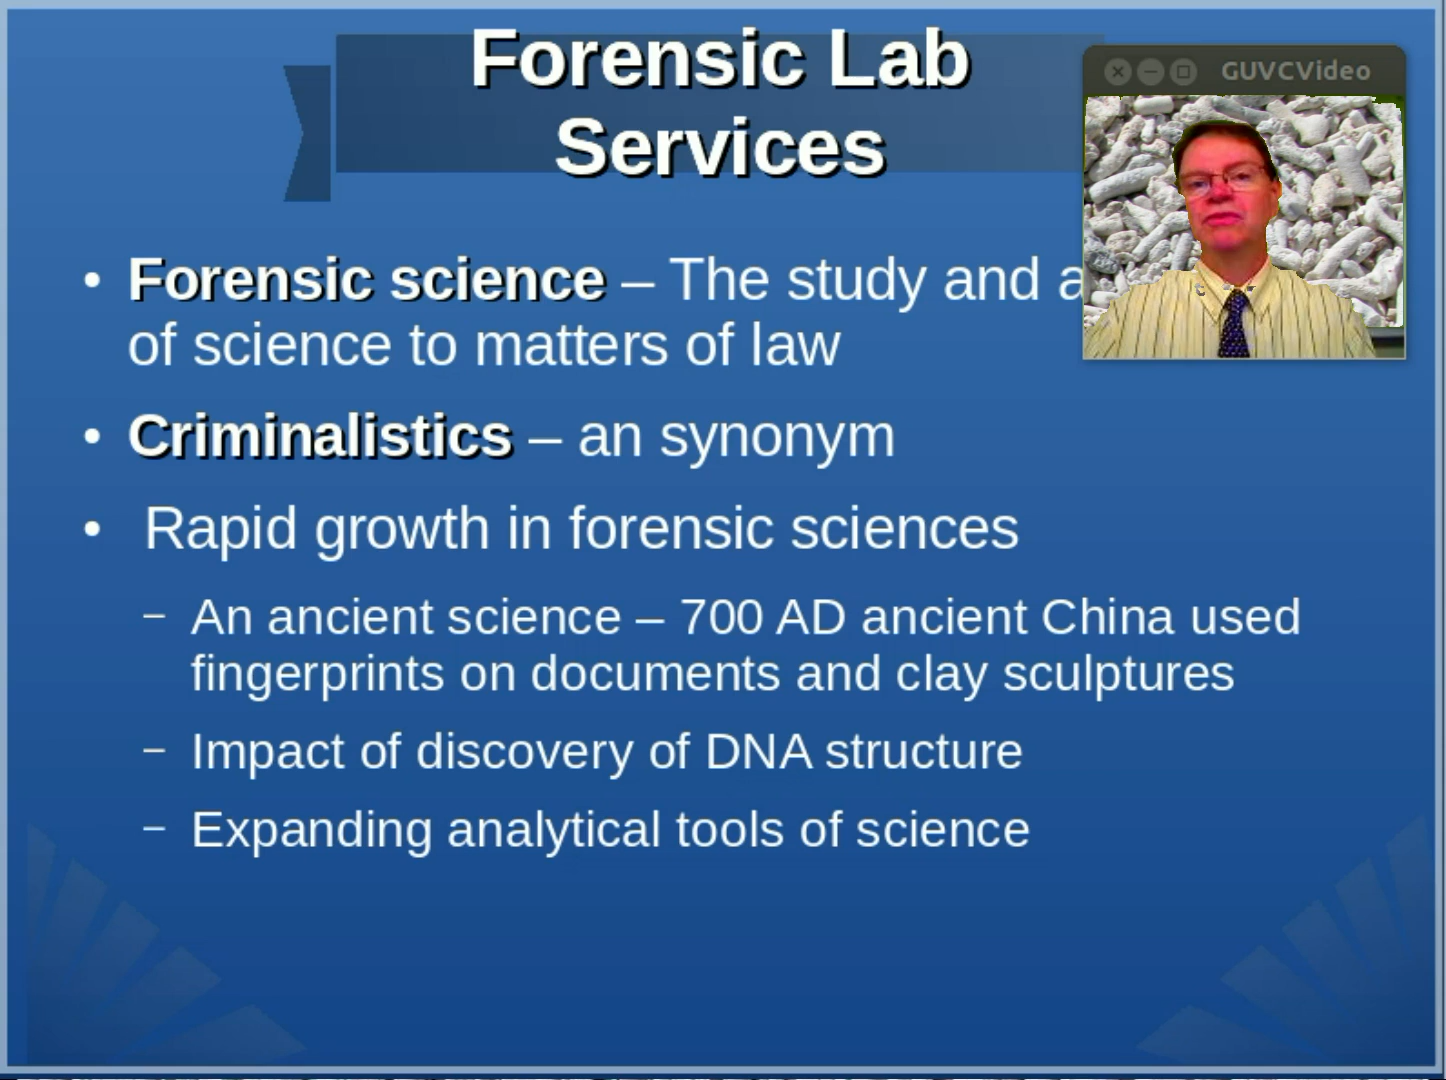 Forensic Lab
Services
GUVCVideo
• Forensic science – The study and
of science to matters of law
• Criminalistics – an synonym
• Rapid growth in forensic sciences
– An ancient science – 700 AD ancient China used
fingerprints on documents and clay sculptures
– Impact of discovery of DNA structure
– Expanding analytical tools of science